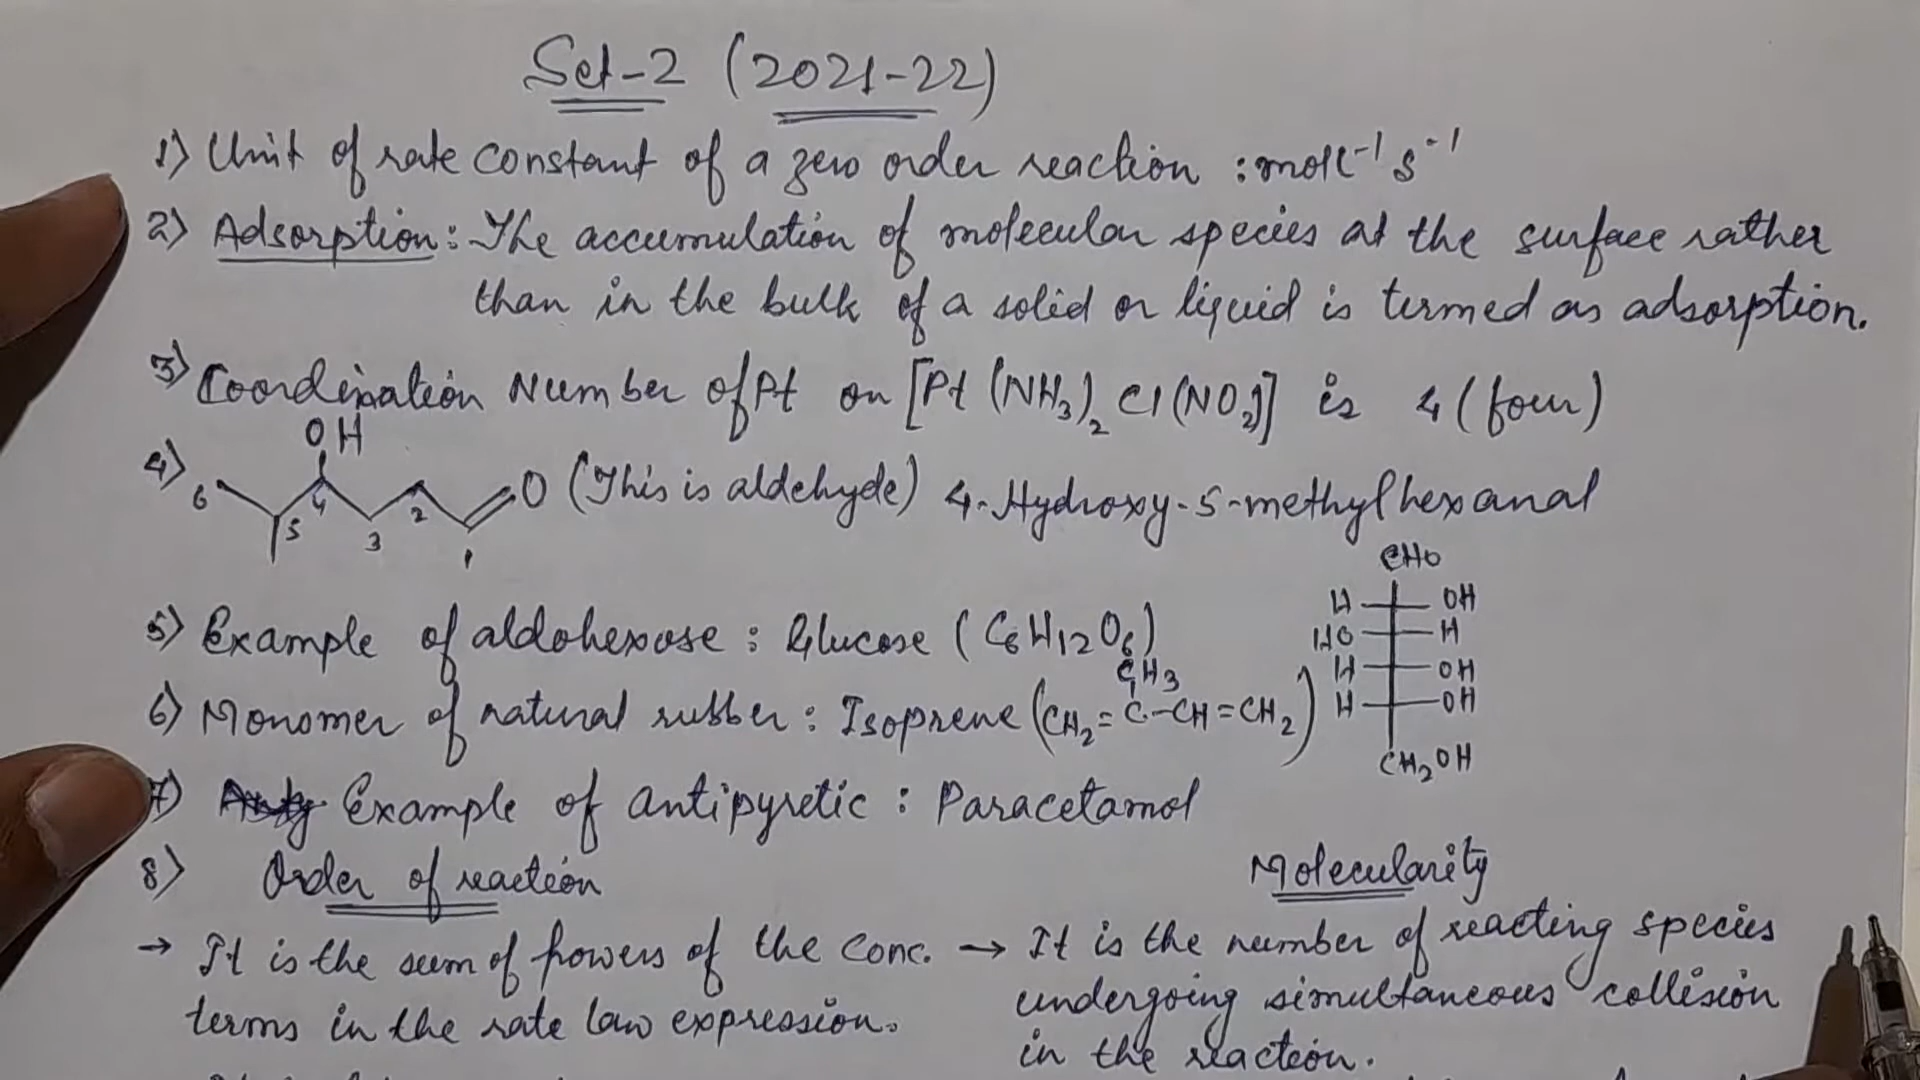 Set-2 (2021-22)
1) Unit of rate constant of a zero order reaction : mol L⁻¹ s⁻¹
2) Adsorption :- The accumulation of molecular species at the surface rather
than in the bulk of a solid or liquid is termed as adsorption.
3) Coordination Number of Pt on [Pt (NH₃)₂ Cl (NO₂)] is 4 (four)
OH
4) 6 5 4 3 2 1 O (This is aldehyde) 4-Hydroxy-5-methylhexanal
CHO
H OH
5) Example of aldohexose : Glucose (C₆H₁₂O₆) HO H
CH₃ H OH
6) Monomer of natural rubber : Isoprene (CH₂=C-CH=CH₂) H OH
CH₂OH
7) Example of antipyretic : Paracetamol
8) Order of reaction Molecularity
→ It is the sum of powers of the conc. → It is the number of reacting species
terms in the rate law expression. undergoing simultaneous collision
in the reaction.